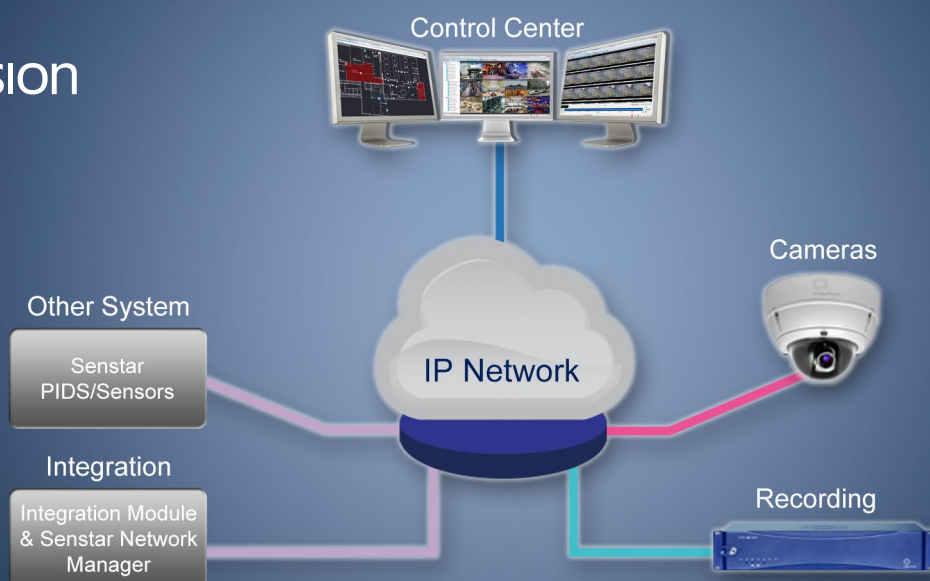 Control Center
sion
Cameras
Other System
Senstar
PIDS/Sensors
IP Network
Integration
Integration Module
& Senstar Network
Manager
Recording